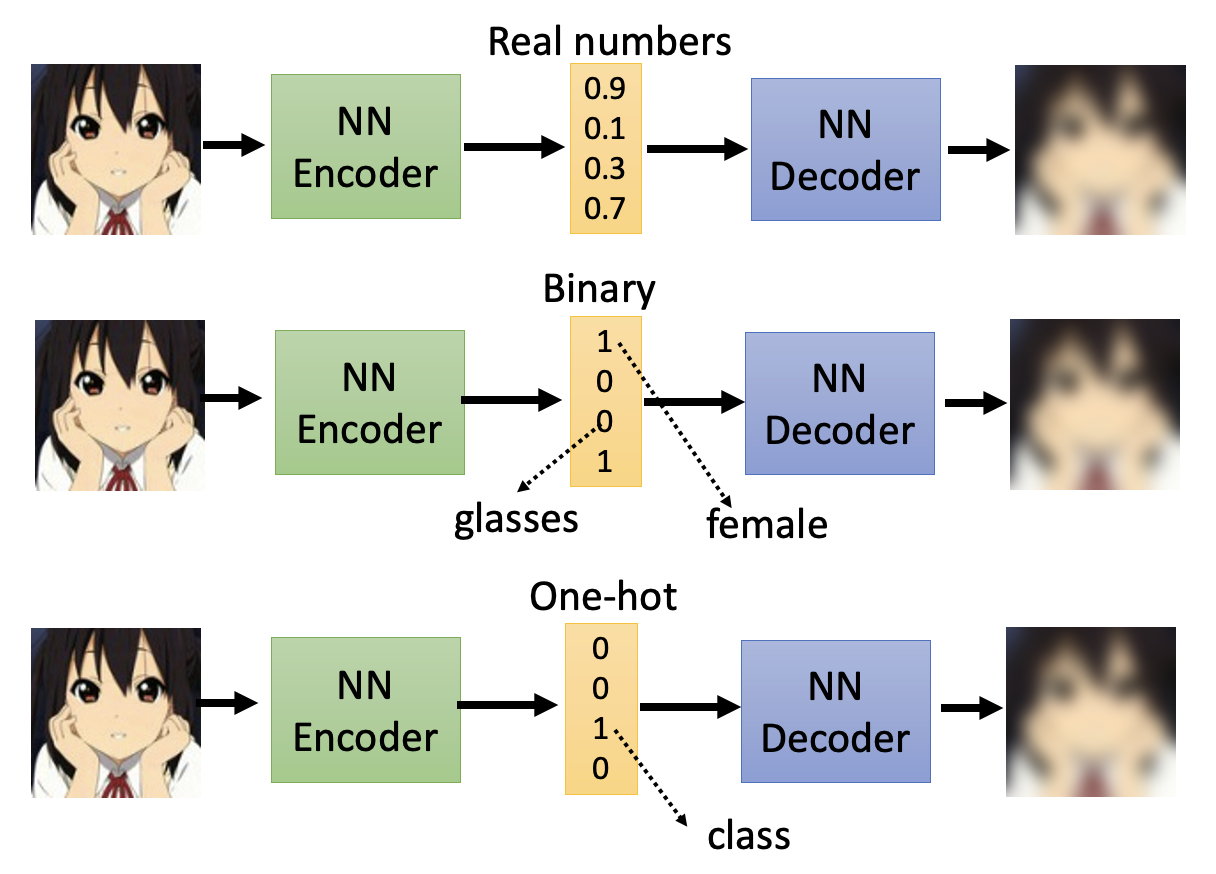 Real numbers
NN
Encoder
0.9
0.1
0.3
0.7
NN
Decoder
Binary
NN
Encoder
1
0
0
1
NN
Decoder
glasses
female
One-hot
NN
Encoder
0
0
1
0
NN
Decoder
class